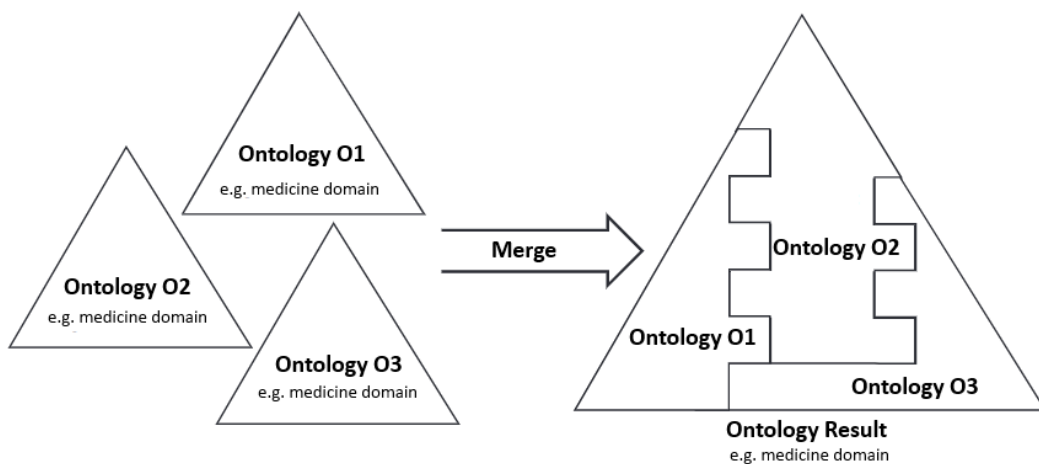 Ontology O1
e.g. medicine domain
Ontology O2
e.g. medicine domain
Ontology O3
e.g. medicine domain
Merge
Ontology O2
Ontology O1
Ontology O3
Ontology Result
e.g. medicine domain